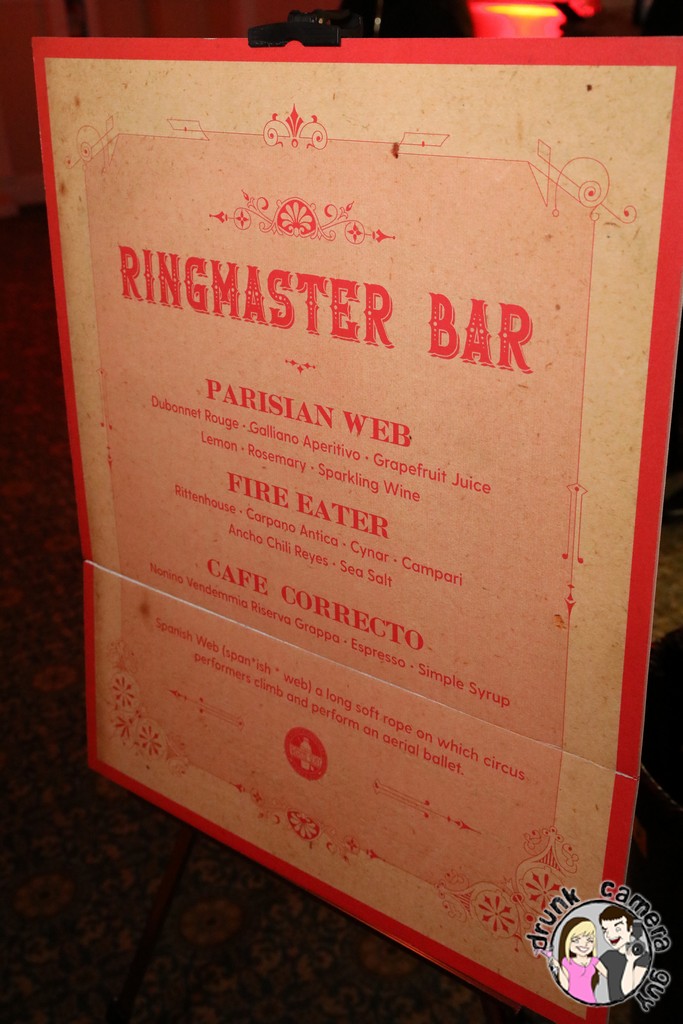 RINGMASTER BAR
PARISIAN WEB
Dubonnet Rouge • Galliano Aperitivo • Grapefruit Juice
Lemon • Rosemary • Sparkling Wine
FIRE EATER
Rittenhouse • Carpano Antica • Cynar • Campari
Ancho Chili Reyes • Sea Salt
CAFE CORRECTO
Nonino Vendemmia Riserva Grappa • Espresso • Simple Syrup
Spanish Web (span*ish * web) a long soft rope on which circus
performers climb and perform an aerial ballet.
drunk camera guy